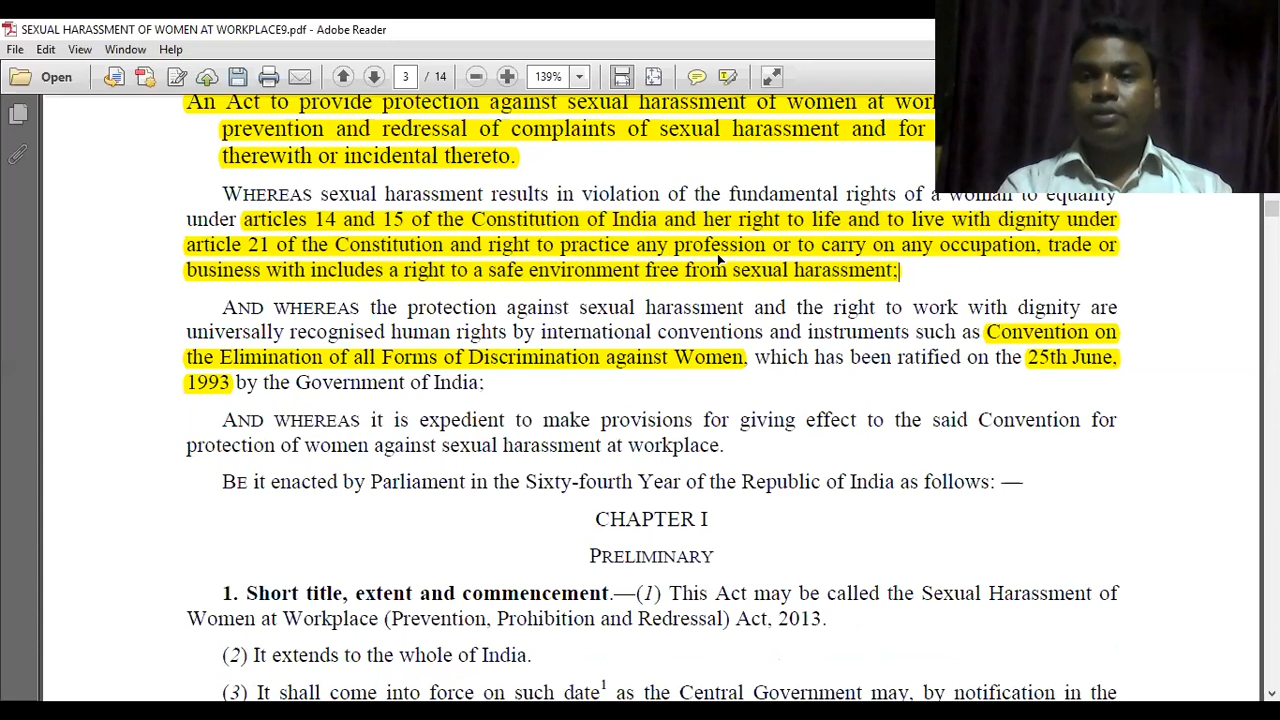 SEXUAL HARASSMENT OF WOMEN AT WORKPLACE9.pdf - Adobe Reader
File Edit View Window Help
Open 3 / 14 139%
An Act to provide protection against sexual harassment of women at
prevention and redressal of complaints of sexual harassment and for
therewith or incidental thereto.
WHEREAS sexual harassment results in violation of the fundamental rights of a woman to equality
under articles 14 and 15 of the Constitution of India and her right to life and to live with dignity under
article 21 of the Constitution and right to practice any profession or to carry on any occupation, trade or
business with includes a right to a safe environment free from sexual harassment;
AND WHEREAS the protection against sexual harassment and the right to work with dignity are
universally recognised human rights by international conventions and instruments such as Convention on
the Elimination of all Forms of Discrimination against Women, which has been ratified on the 25th June,
1993 by the Government of India;
AND WHEREAS it is expedient to make provisions for giving effect to the said Convention for
protection of women against sexual harassment at workplace.
BE it enacted by Parliament in the Sixty-fourth Year of the Republic of India as follows: —
CHAPTER I
PRELIMINARY
1. Short title, extent and commencement.—(1) This Act may be called the Sexual Harassment of
Women at Workplace (Prevention, Prohibition and Redressal) Act, 2013.
(2) It extends to the whole of India.
(3) It shall come into force on such date1 as the Central Government may, by notification in the